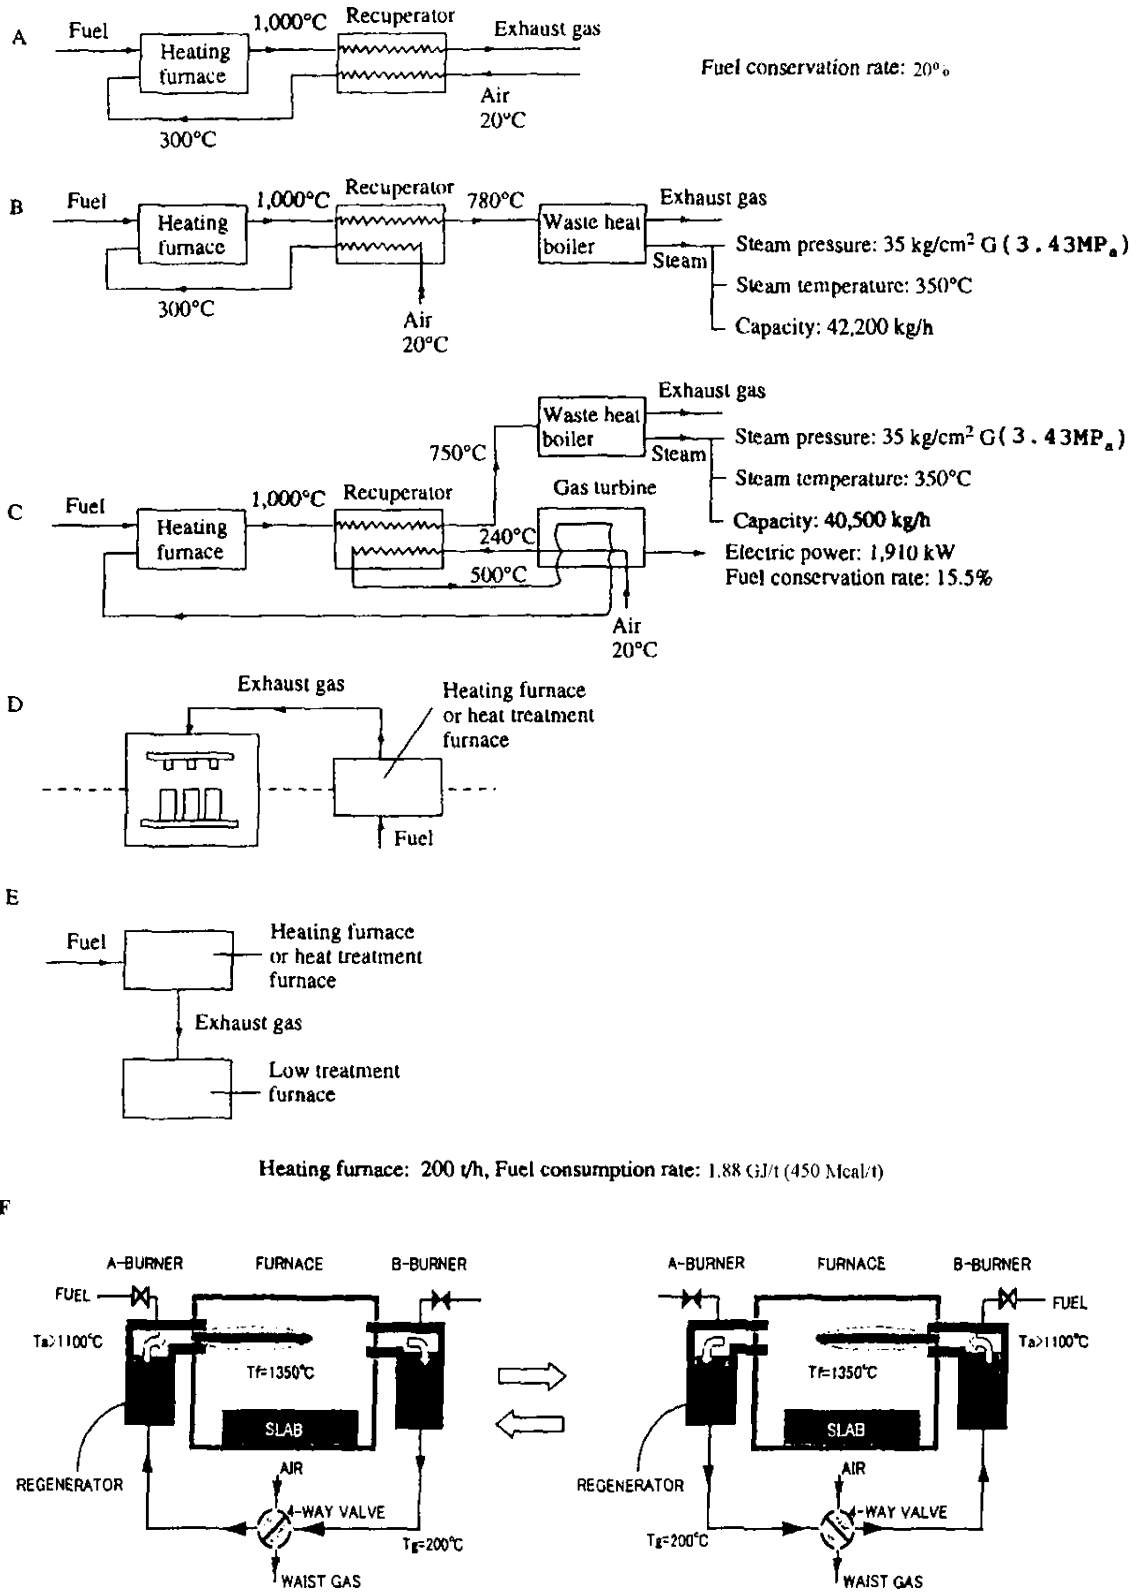 A
Fuel
Heating
furnace
1,000°C
Recuperator
Exhaust gas
Air
20°C
300°C
Fuel conservation rate: 20%
B
Fuel
Heating
furnace
1,000°C
Recuperator
780°C
Waste heat
boiler
Exhaust gas
Steam
Steam pressure: 35 kg/cm² G(3.43MPa)
Steam temperature: 350°C
Capacity: 42,200 kg/h
300°C
Air
20°C
C
Fuel
Heating
furnace
1,000°C
Recuperator
750°C
Waste heat
boiler
Exhaust gas
Steam
Steam pressure: 35 kg/cm² G(3.43MPa)
Steam temperature: 350°C
Capacity: 40,500 kg/h
Gas turbine
240°C
500°C
Electric power: 1,910 kW
Fuel conservation rate: 15.5%
Air
20°C
D
Exhaust gas
Heating furnace
or heat treatment
furnace
Fuel
E
Fuel
Heating furnace
or heat treatment
furnace
Exhaust gas
Low treatment
furnace
Heating furnace: 200 t/h, Fuel consumption rate: 1.88 GJ/t (450 Mcal/t)
F
A-BURNER
FURNACE
B-BURNER
FUEL
Ta>1100°C
Tf=1350°C
SLAB
REGENERATOR
AIR
4-WAY VALVE
Tg=200°C
WAIST GAS
A-BURNER
FURNACE
B-BURNER
FUEL
Ta>1100°C
Tf=1350°C
SLAB
REGENERATOR
AIR
4-WAY VALVE
Tg=200°C
WAIST GAS